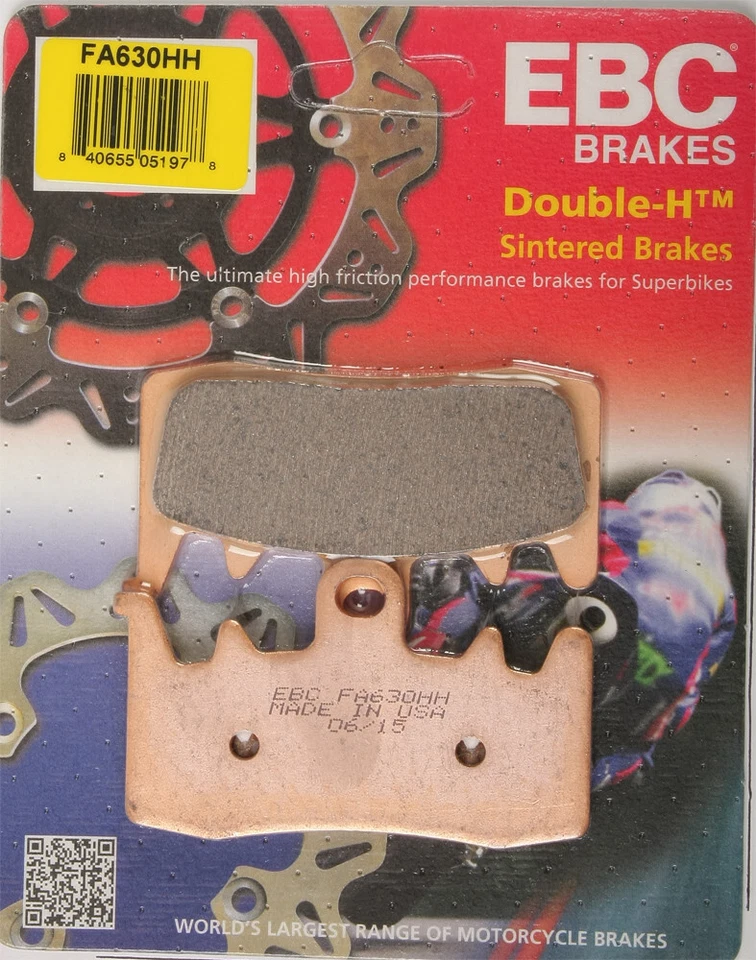 FA630HH
8 40655 05197 8
EBC®
BRAKES
Double-H™
Sintered Brakes
The ultimate high friction performance brakes for Superbikes
EBC FA630HH
MADE IN USA
06/15
WORLD'S LARGEST RANGE OF MOTORCYCLE BRAKES